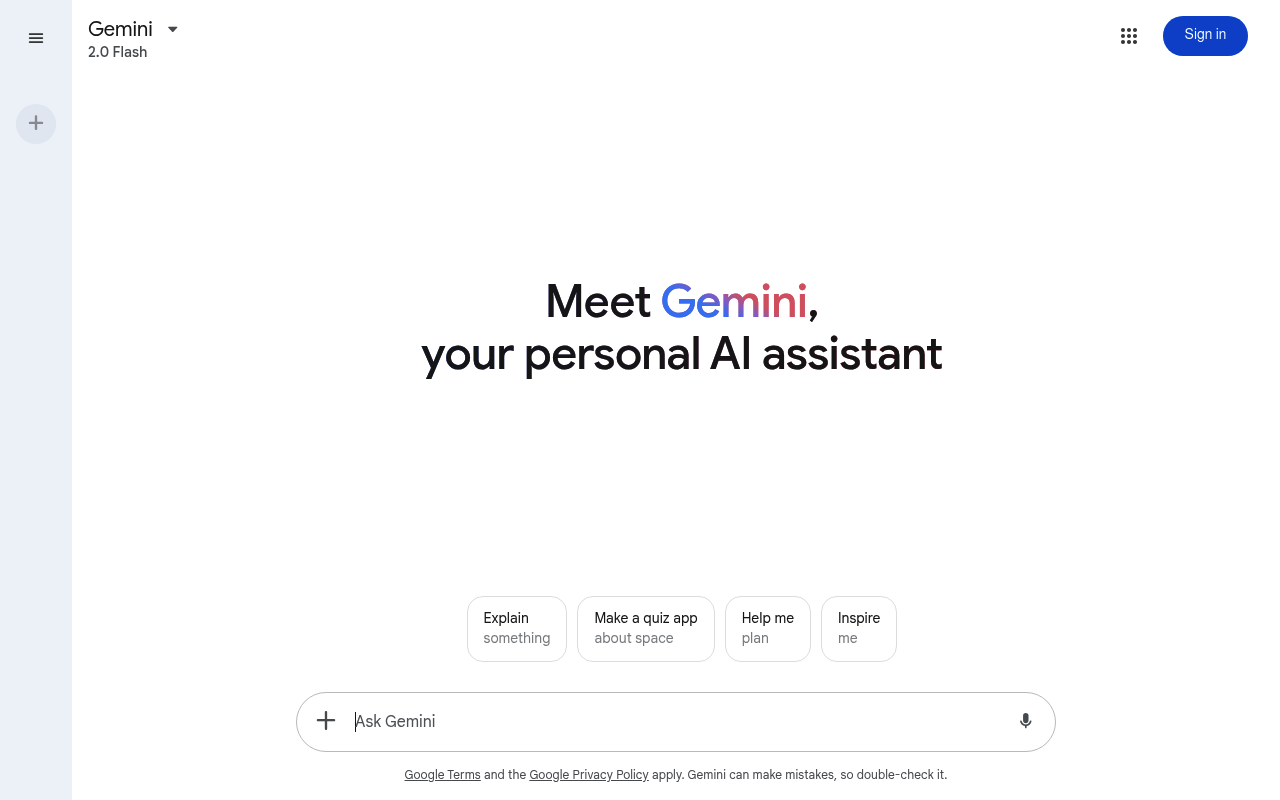 Gemini
2.0 Flash
Sign in
Meet Gemini,
your personal AI assistant
Explain
something
Make a quiz app
about space
Help me
plan
Inspire
me
Ask Gemini
Google Terms and the Google Privacy Policy apply. Gemini can make mistakes, so double-check it.